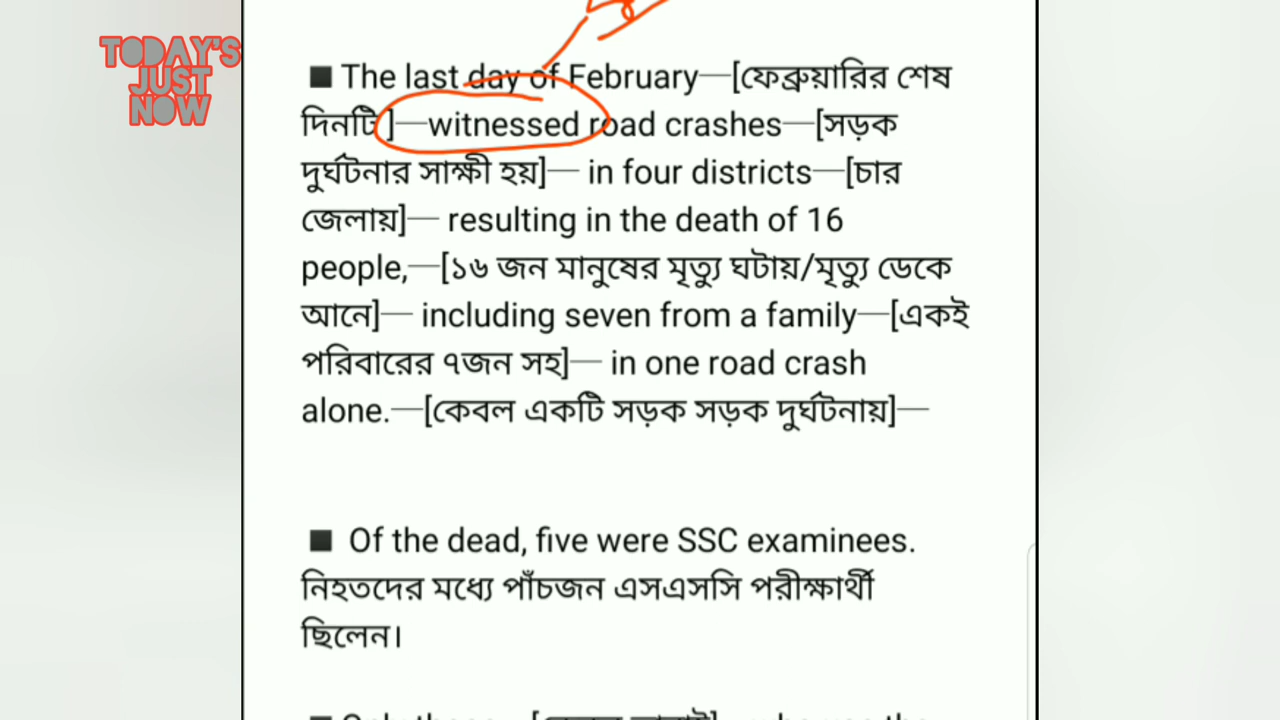 TODAY'S
JUST
NOW
■ The last day of February—[ফেব্রুয়ারির শেষ
দিনটি ]—witnessed road crashes—[সড়ক
দুর্ঘটনার সাক্ষী হয়]— in four districts—[চার
জেলায়]— resulting in the death of 16
people,—[১৬ জন মানুষের মৃত্যু ঘটায়/মৃত্যু ডেকে
আনে]— including seven from a family—[একই
পরিবারের ৭জন সহ]— in one road crash
alone.—[কেবল একটি সড়ক সড়ক দুর্ঘটনায়]—
■ Of the dead, five were SSC examinees.
নিহতদের মধ্যে পাঁচজন এসএসসি পরীক্ষার্থী
ছিলেন।